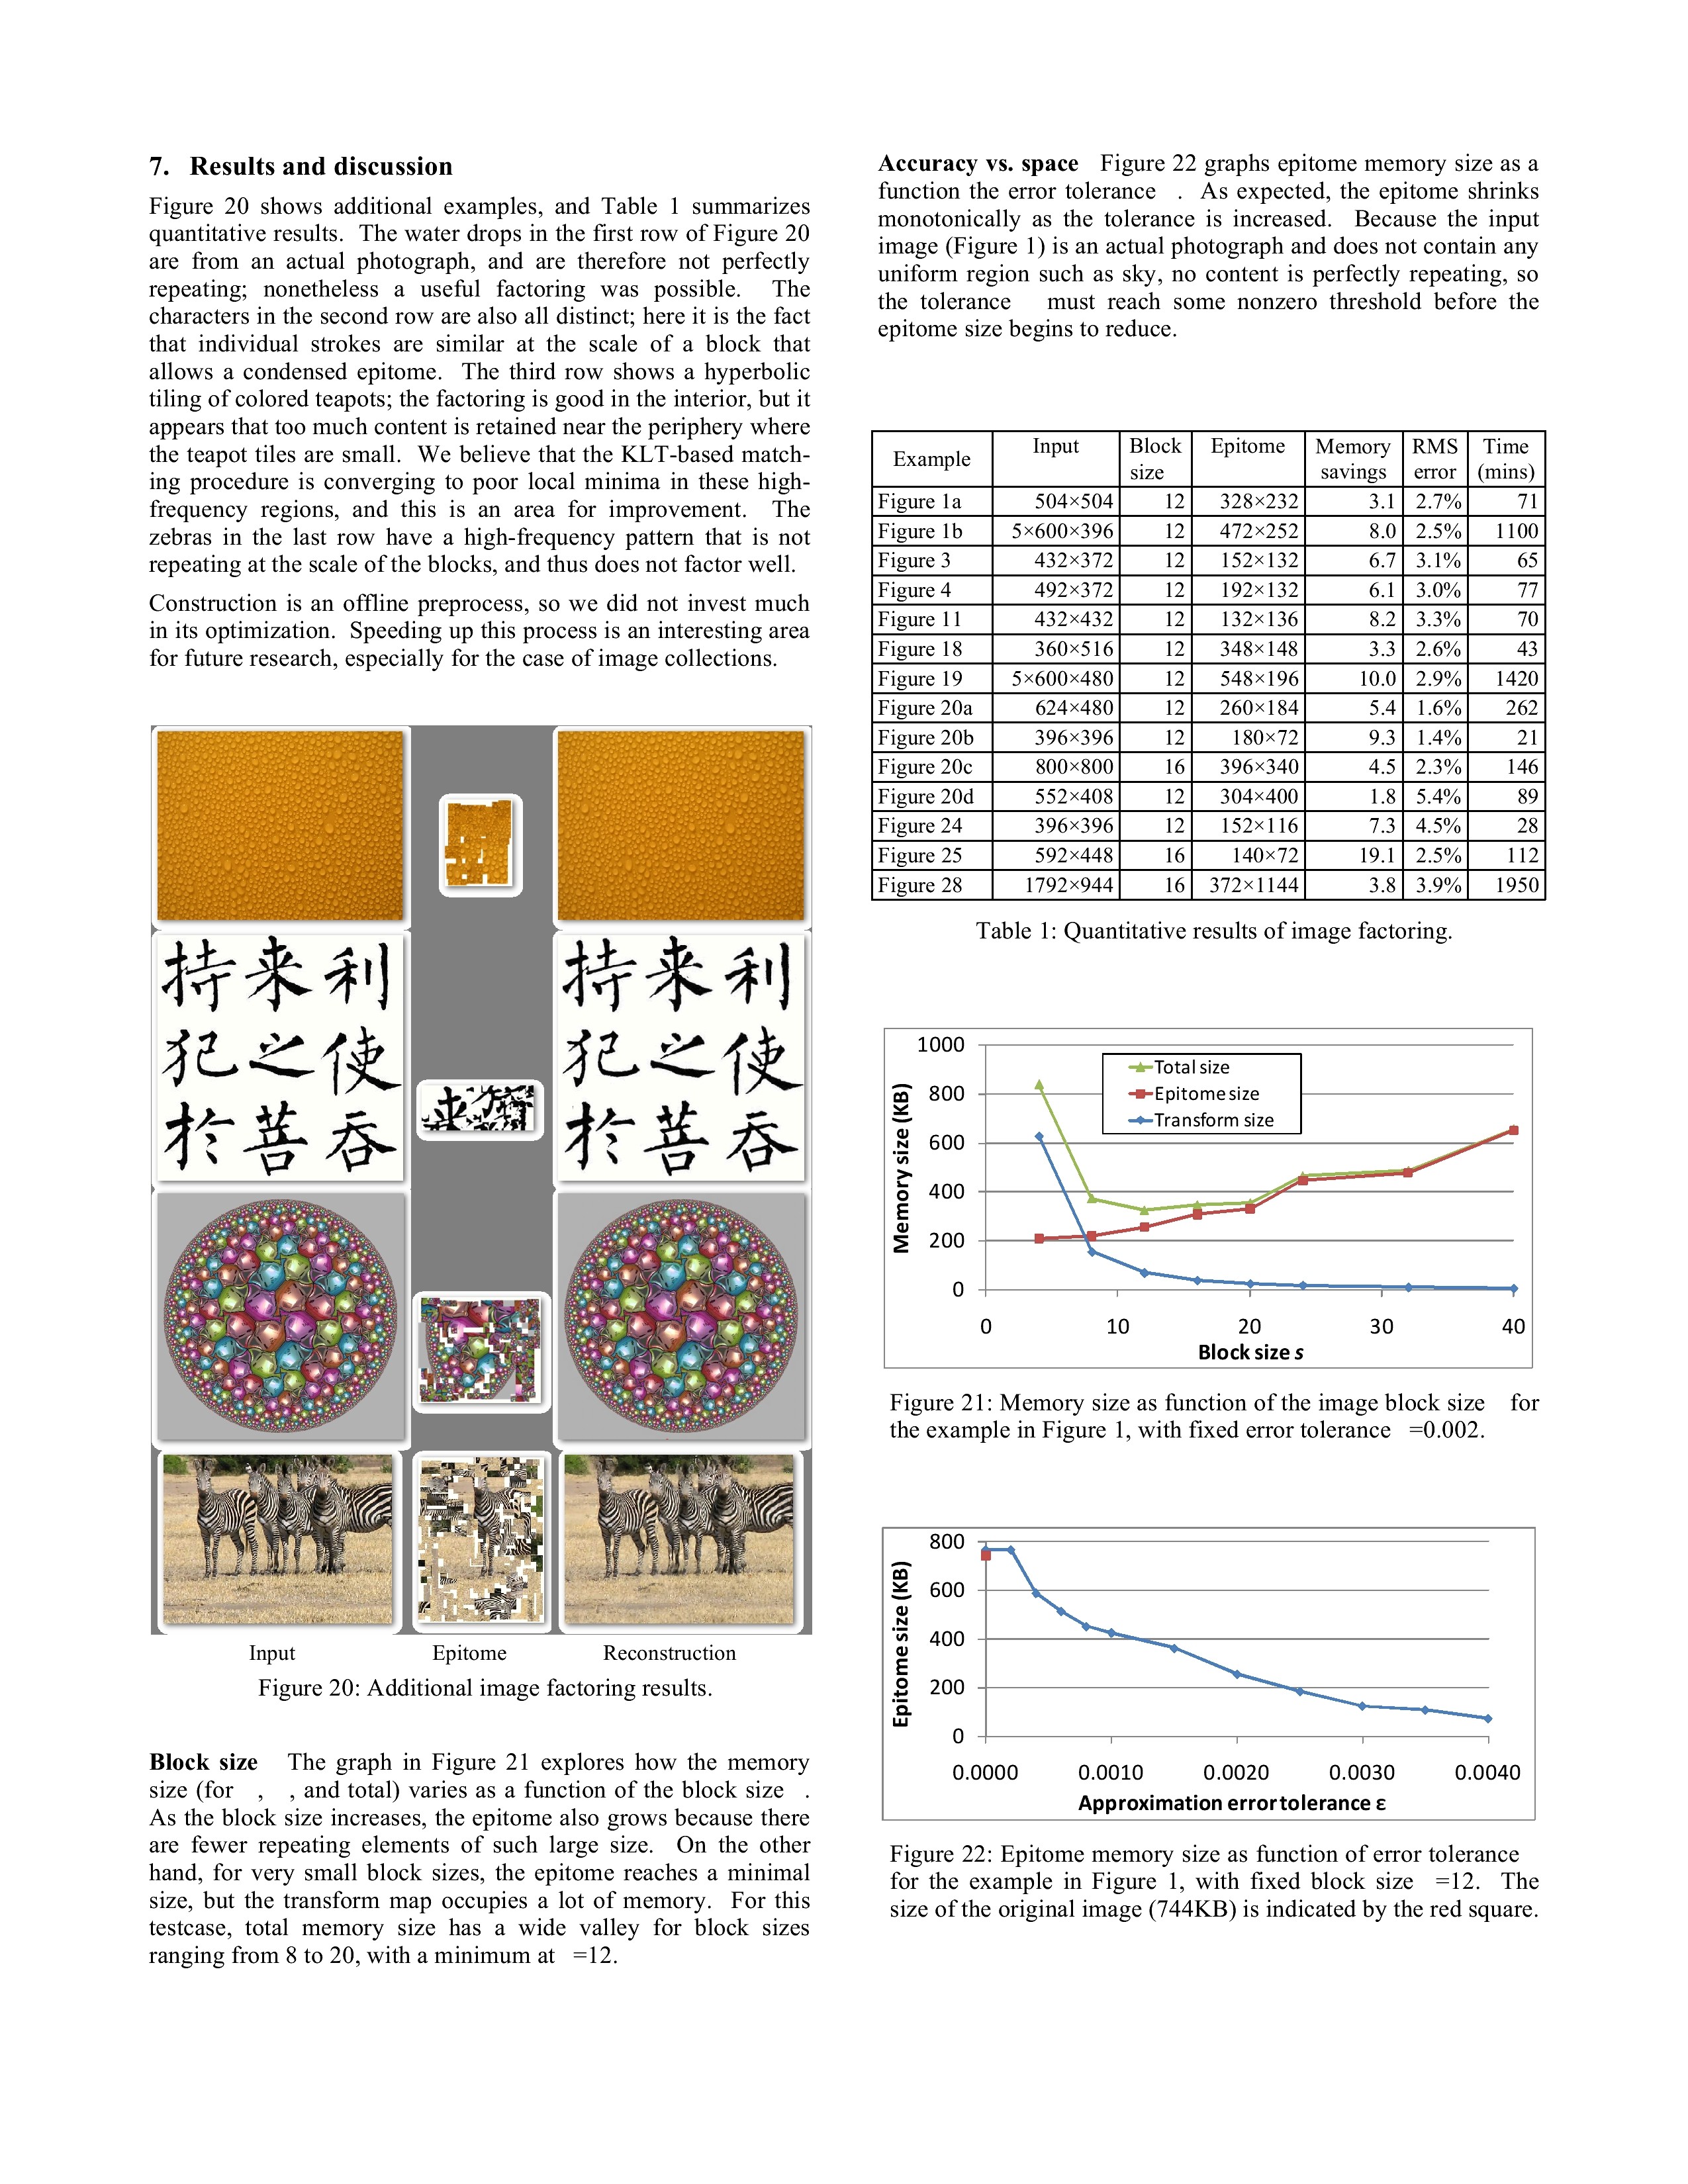 7. Results and discussion
Figure 20 shows additional examples, and Table 1 summarizes
quantitative results. The water drops in the first row of Figure 20
are from an actual photograph, and are therefore not perfectly
repeating; nonetheless a useful factoring was possible. The
characters in the second row are also all distinct; here it is the fact
that individual strokes are similar at the scale of a block that
allows a condensed epitome. The third row shows a hyperbolic
tiling of colored teapots; the factoring is good in the interior, but it
appears that too much content is retained near the periphery where
the teapot tiles are small. We believe that the KLT-based match-
ing procedure is converging to poor local minima in these high-
frequency regions, and this is an area for improvement. The
zebras in the last row have a high-frequency pattern that is not
repeating at the scale of the blocks, and thus does not factor well.
Construction is an offline preprocess, so we did not invest much
in its optimization. Speeding up this process is an interesting area
for future research, especially for the case of image collections.
持来利 持来利
犯之使 犯之使
来
於菩吞 於菩吞
Input Epitome Reconstruction
Figure 20: Additional image factoring results.
Block size The graph in Figure 21 explores how the memory
size (for , , and total) varies as a function of the block size .
As the block size increases, the epitome also grows because there
are fewer repeating elements of such large size. On the other
hand, for very small block sizes, the epitome reaches a minimal
size, but the transform map occupies a lot of memory. For this
testcase, total memory size has a wide valley for block sizes
ranging from 8 to 20, with a minimum at =12.
Accuracy vs. space Figure 22 graphs epitome memory size as a
function the error tolerance . As expected, the epitome shrinks
monotonically as the tolerance is increased. Because the input
image (Figure 1) is an actual photograph and does not contain any
uniform region such as sky, no content is perfectly repeating, so
the tolerance must reach some nonzero threshold before the
epitome size begins to reduce.
Example Input Block size Epitome Memory savings RMS error Time (mins)
Figure 1a 504×504 12 328×232 3.1 2.7% 71
Figure 1b 5×600×396 12 472×252 8.0 2.5% 1100
Figure 3 432×372 12 152×132 6.7 3.1% 65
Figure 4 492×372 12 192×132 6.1 3.0% 77
Figure 11 432×432 12 132×136 8.2 3.3% 70
Figure 18 360×516 12 348×148 3.3 2.6% 43
Figure 19 5×600×480 12 548×196 10.0 2.9% 1420
Figure 20a 624×480 12 260×184 5.4 1.6% 262
Figure 20b 396×396 12 180×72 9.3 1.4% 21
Figure 20c 800×800 16 396×340 4.5 2.3% 146
Figure 20d 552×408 12 304×400 1.8 5.4% 89
Figure 24 396×396 12 152×116 7.3 4.5% 28
Figure 25 592×448 16 140×72 19.1 2.5% 112
Figure 28 1792×944 16 372×1144 3.8 3.9% 1950
Table 1: Quantitative results of image factoring.
Memory size (KB)
1000
800
600
400
200
0
Total size
Epitome size
Transform size
0 10 20 30 40
Block size s
Figure 21: Memory size as function of the image block size for
the example in Figure 1, with fixed error tolerance =0.002.
Epitome size (KB)
800
600
400
200
0
0.0000 0.0010 0.0020 0.0030 0.0040
Approximation error tolerance ε
Figure 22: Epitome memory size as function of error tolerance
for the example in Figure 1, with fixed block size =12. The
size of the original image (744KB) is indicated by the red square.